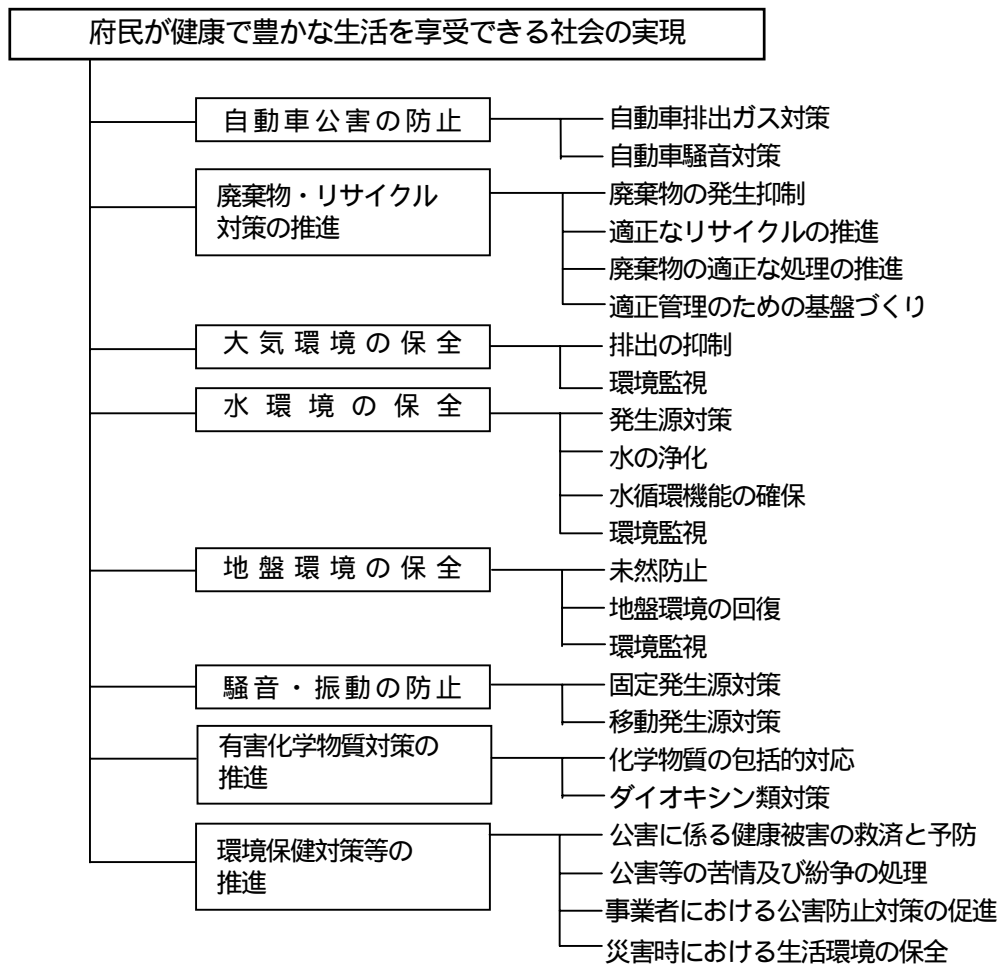 府民が健康で豊かな生活を享受できる社会の実現
自動車公害の防止
自動車排出ガス対策
自動車騒音対策
廃棄物・リサイクル
対策の推進
廃棄物の発生抑制
適正なリサイクルの推進
廃棄物の適正な処理の推進
適正管理のための基盤づくり
大気環境の保全
排出の抑制
環境監視
水環境の保全
発生源対策
水の浄化
水循環機能の確保
環境監視
地盤環境の保全
未然防止
地盤環境の回復
環境監視
騒音・振動の防止
固定発生源対策
移動発生源対策
有害化学物質対策の
推進
化学物質の包括的対応
ダイオキシン類対策
環境保健対策等の
推進
公害に係る健康被害の救済と予防
公害等の苦情及び紛争の処理
事業者における公害防止対策の促進
災害時における生活環境の保全